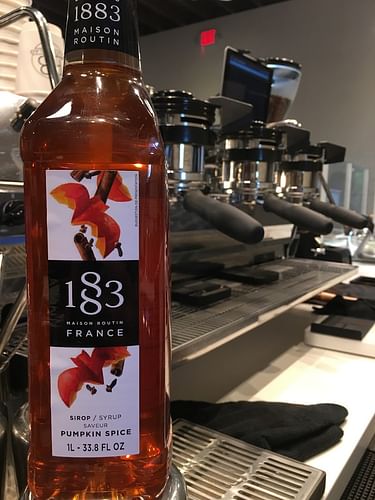 1883
MAISON
ROUTIN
1883
MAISON ROUTIN
FRANCE
SIROP / SYRUP
SAVEUR
PUMPKIN SPICE
1L • 33.8 FL OZ